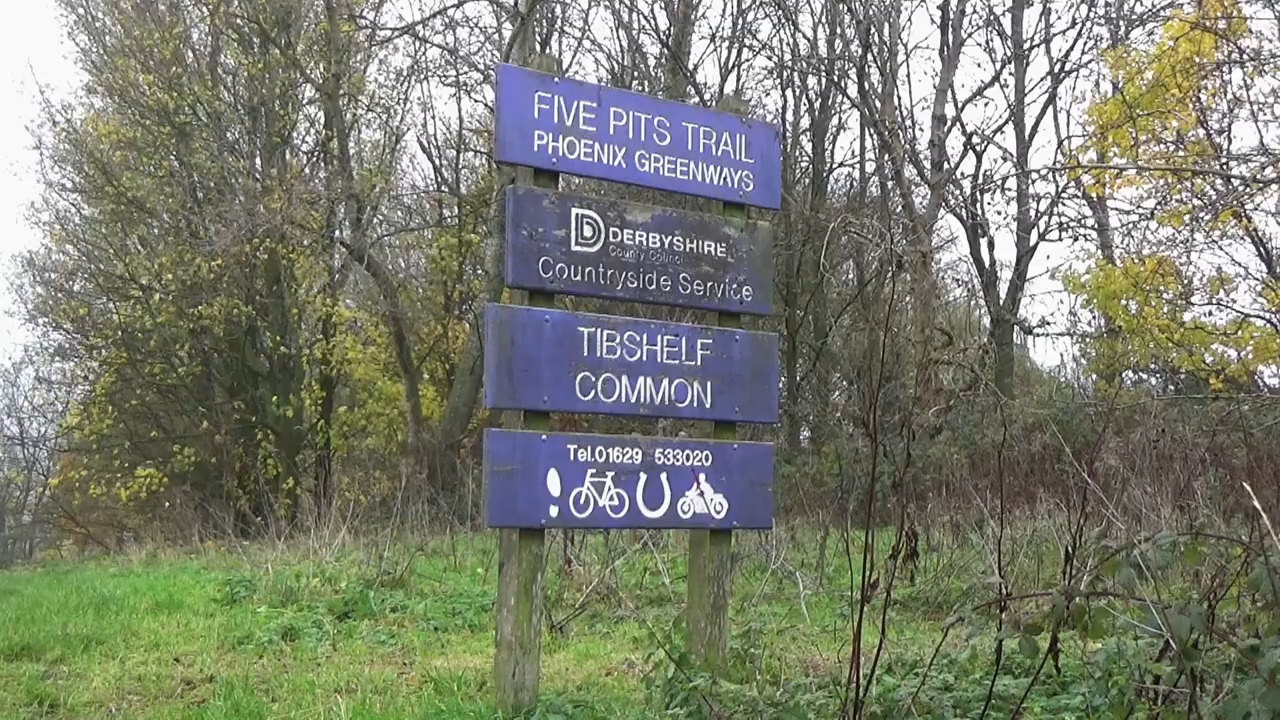 FIVE PITS TRAIL
PHOENIX GREENWAYS
DERBYSHIRE
County Council
Countryside Service
TIBSHELF
COMMON
Tel.01629 533020